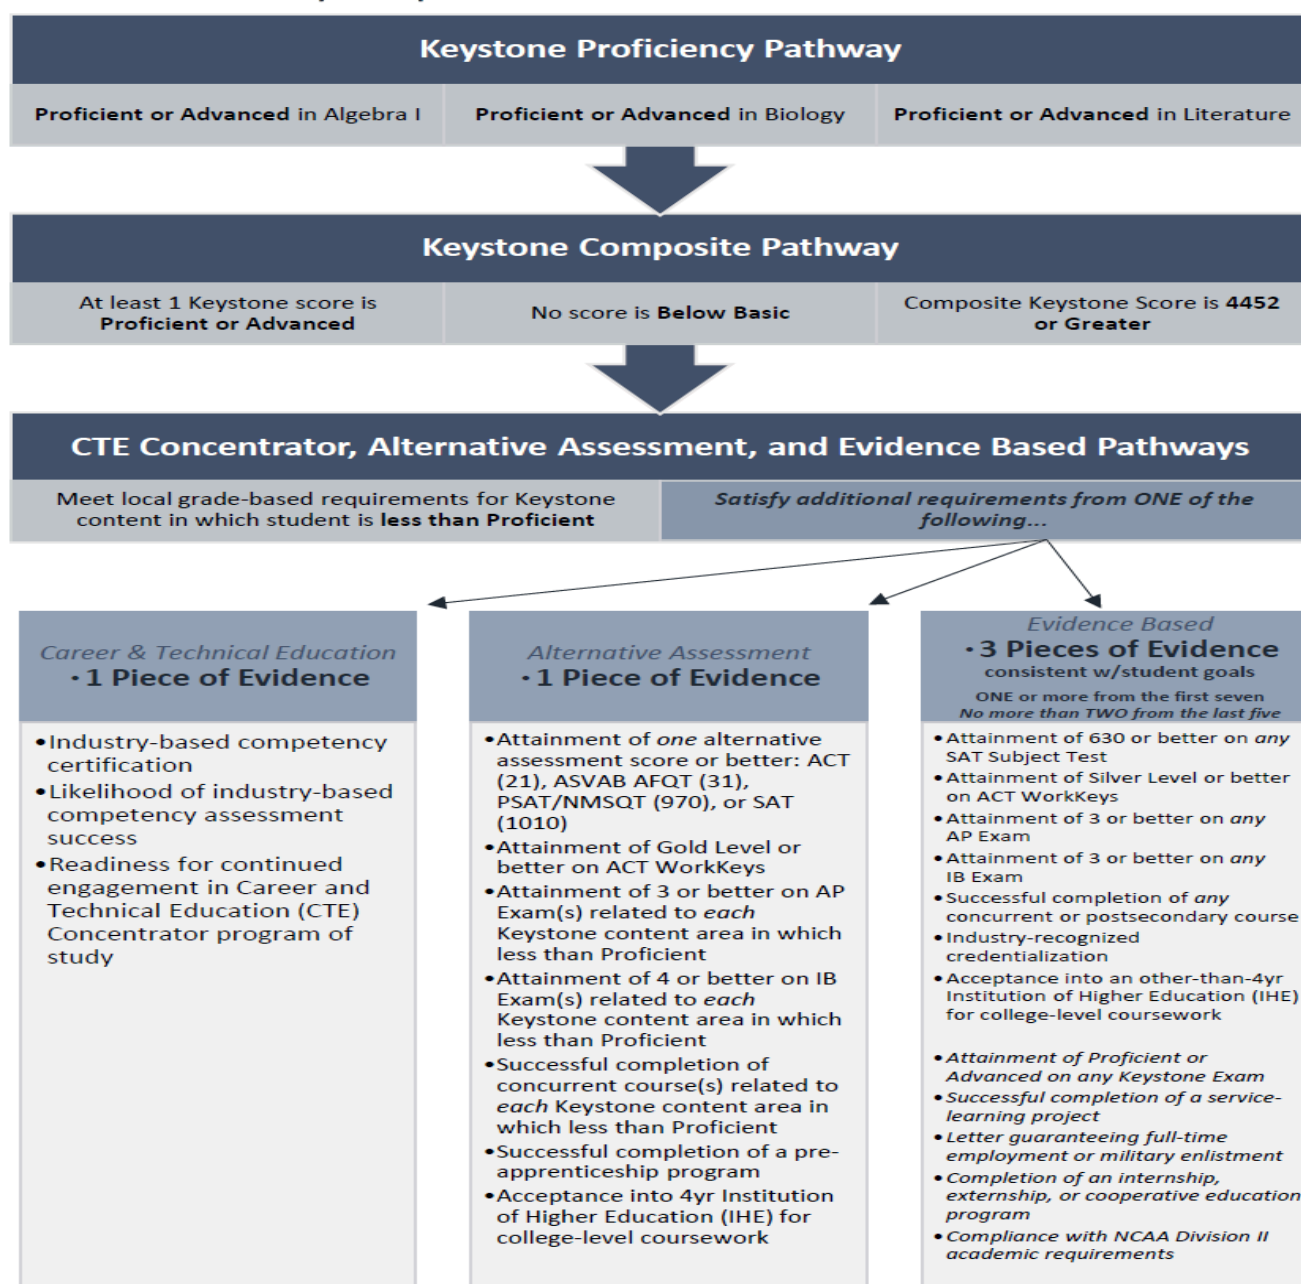 Keystone Proficiency Pathway
Proficient or Advanced in Algebra I
Proficient or Advanced in Biology
Proficient or Advanced in Literature
Keystone Composite Pathway
At least 1 Keystone score is
Proficient or Advanced
No score is Below Basic
Composite Keystone Score is 4452
or Greater
CTE Concentrator, Alternative Assessment, and Evidence Based Pathways
Meet local grade-based requirements for Keystone
content in which student is less than Proficient
Satisfy additional requirements from ONE of the
following...
Career & Technical Education
• 1 Piece of Evidence
•Industry-based competency
certification
•Likelihood of industry-based
competency assessment
success
•Readiness for continued
engagement in Career and
Technical Education (CTE)
Concentrator program of
study
Alternative Assessment
• 1 Piece of Evidence
•Attainment of one alternative
assessment score or better: ACT
(21), ASVAB AFQT (31),
PSAT/NMSQT (970), or SAT
(1010)
•Attainment of Gold Level or
better on ACT WorkKeys
•Attainment of 3 or better on AP
Exam(s) related to each
Keystone content area in which
less than Proficient
•Attainment of 4 or better on IB
Exam(s) related to each
Keystone content area in which
less than Proficient
•Successful completion of
concurrent course(s) related to
each Keystone content area in
which less than Proficient
•Successful completion of a pre-
apprenticeship program
•Acceptance into 4yr Institution
of Higher Education (IHE) for
college-level coursework
Evidence Based
• 3 Pieces of Evidence
consistent w/student goals
ONE or more from the first seven
No more than TWO from the last five
•Attainment of 630 or better on any
SAT Subject Test
•Attainment of Silver Level or better
on ACT WorkKeys
•Attainment of 3 or better on any
AP Exam
•Attainment of 3 or better on any
IB Exam
•Successful completion of any
concurrent or postsecondary course
•Industry-recognized
credentialization
•Acceptance into an other-than-4yr
Institution of Higher Education (IHE)
for college-level coursework
•Attainment of Proficient or
Advanced on any Keystone Exam
•Successful completion of a service-
learning project
•Letter guaranteeing full-time
employment or military enlistment
•Completion of an internship,
externship, or cooperative education
program
•Compliance with NCAA Division II
academic requirements